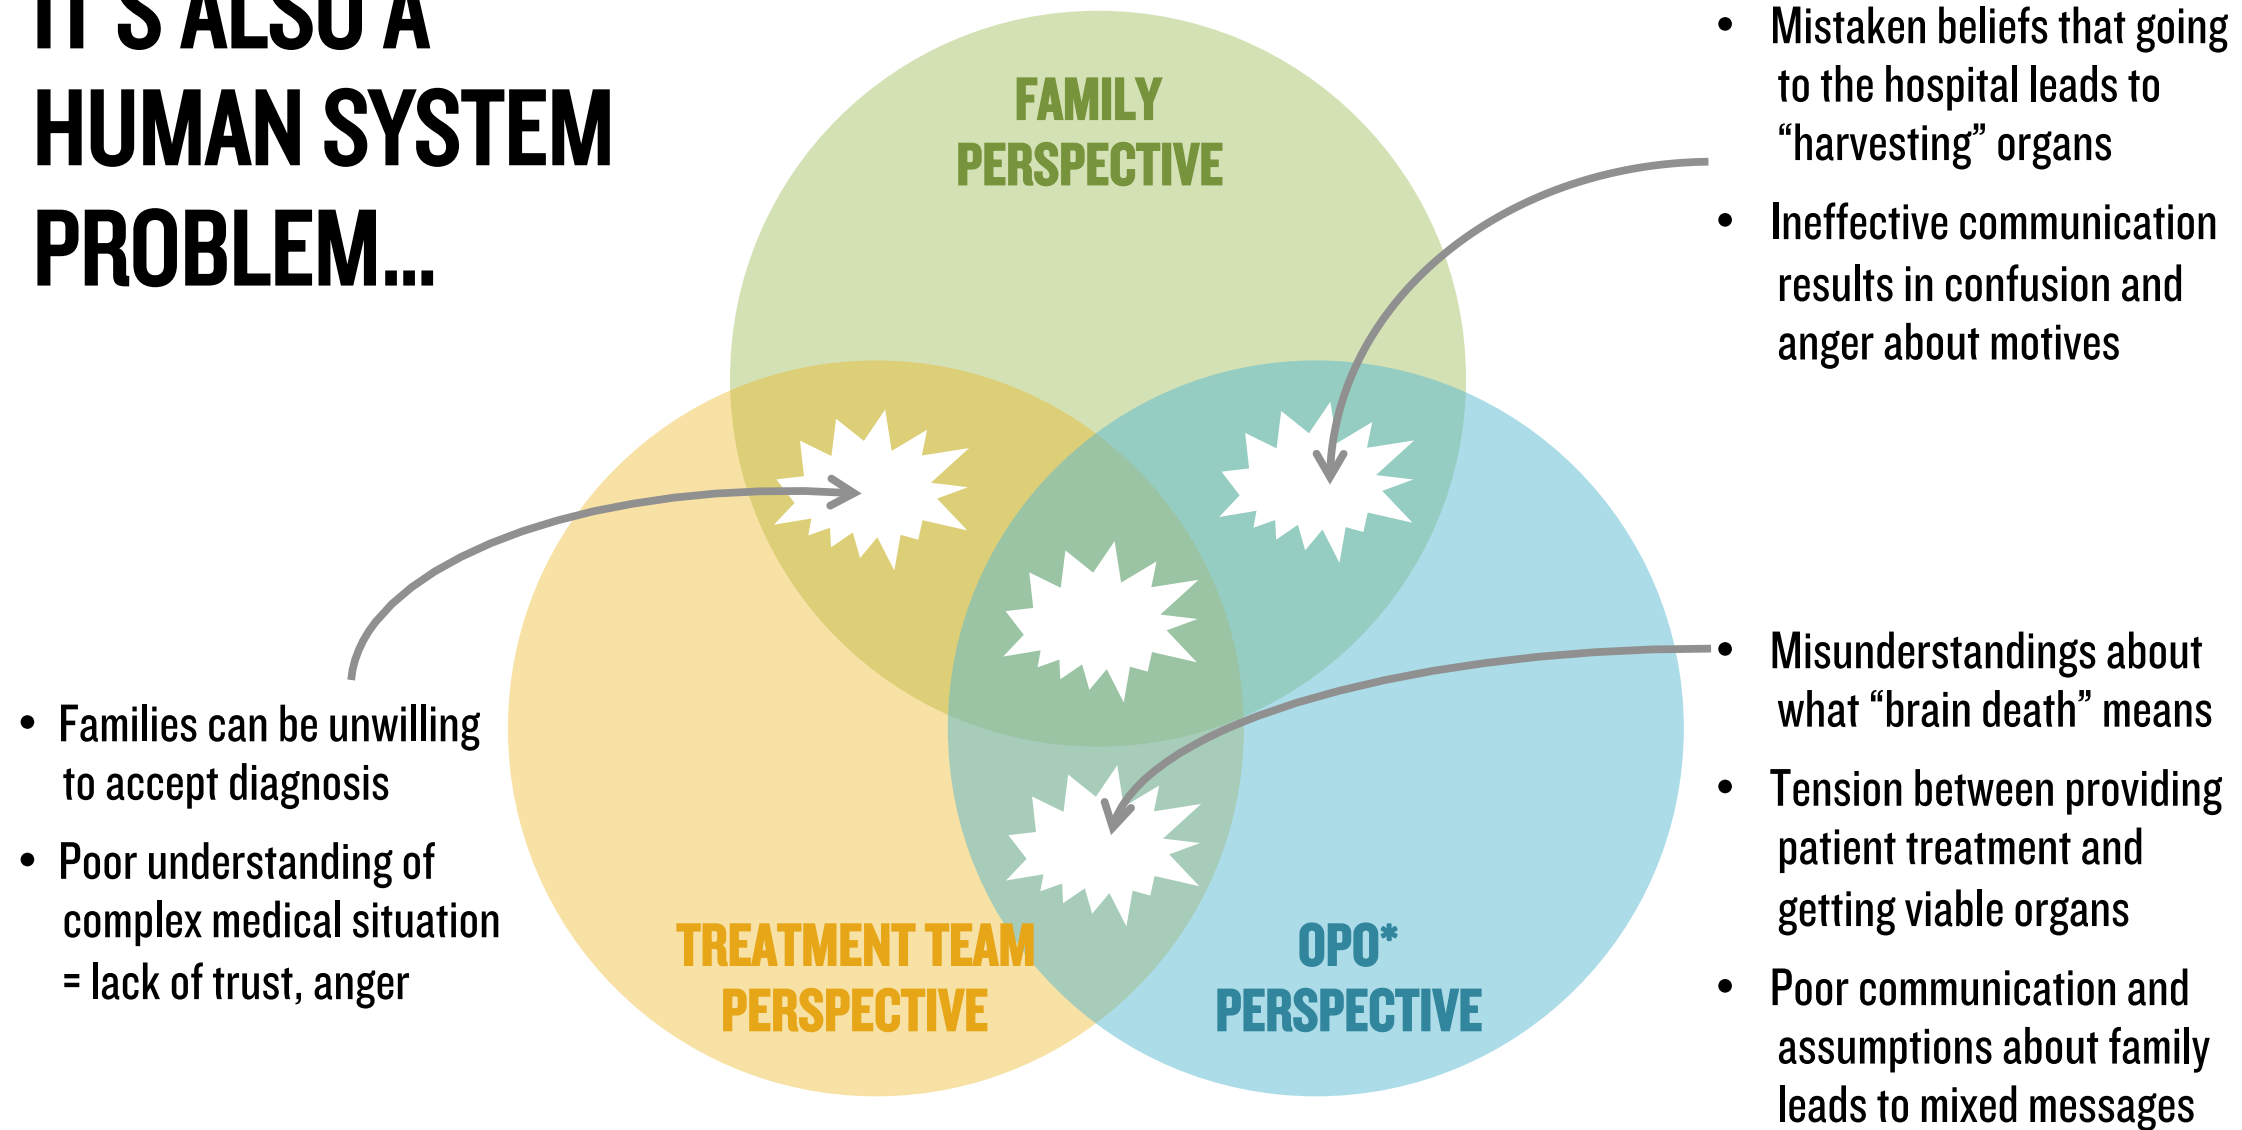 IT'S ALSO A
HUMAN SYSTEM
PROBLEM...
FAMILY
PERSPECTIVE
• Mistaken beliefs that going
to the hospital leads to
“harvesting” organs
• Ineffective communication
results in confusion and
anger about motives
• Families can be unwilling
to accept diagnosis
• Poor understanding of
complex medical situation
= lack of trust, anger
TREATMENT TEAM
PERSPECTIVE
OPO*
PERSPECTIVE
• Misunderstandings about
what “brain death” means
• Tension between providing
patient treatment and
getting viable organs
• Poor communication and
assumptions about family
leads to mixed messages